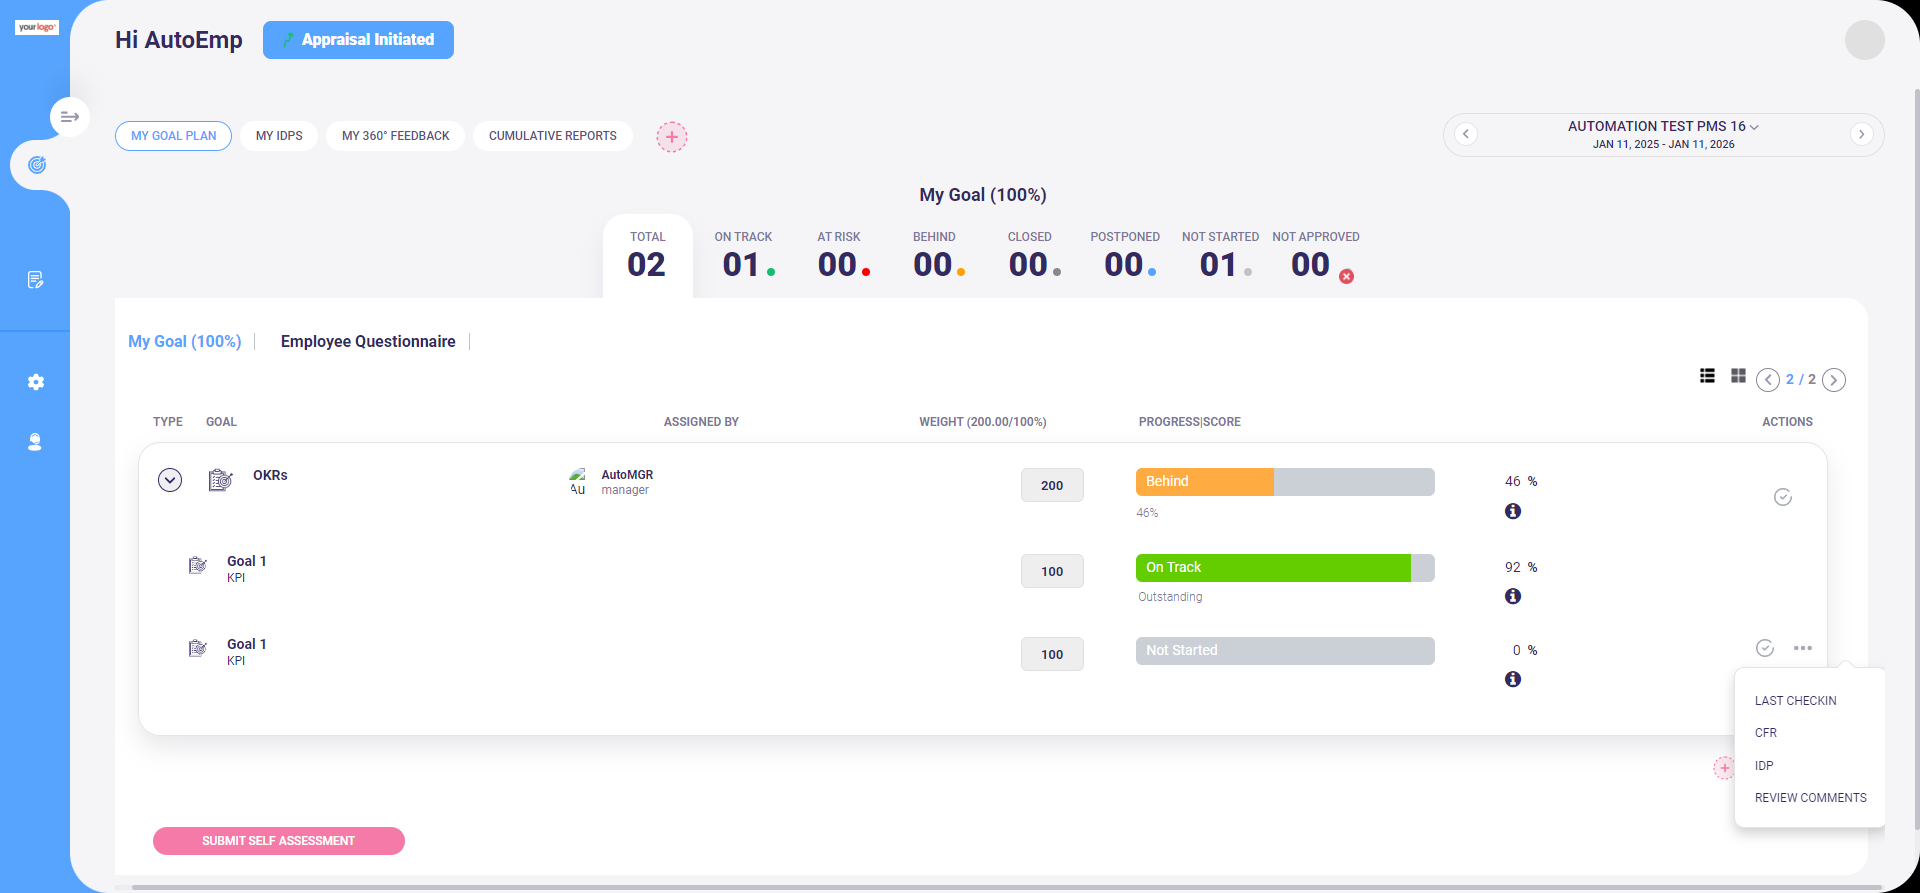 yourlogo
Hi AutoEmp
Appraisal Initiated
MY GOAL PLAN
MY IDPS
MY 360° FEEDBACK
CUMULATIVE REPORTS
+
AUTOMATION TEST PMS 16
JAN 11, 2025 - JAN 11, 2026
My Goal (100%)
TOTAL
02
ON TRACK
01
AT RISK
00
BEHIND
00
CLOSED
00
POSTPONED
00
NOT STARTED
01
NOT APPROVED
00
My Goal (100%)
Employee Questionnaire
2 / 2
TYPE GOAL ASSIGNED BY WEIGHT (200.00/100%) PROGRESS|SCORE ACTIONS
OKRs
Au
AutoMGR
manager
200
Behind
46%
46 %
Goal 1
KPI
100
On Track
Outstanding
92 %
Goal 1
KPI
100
Not Started
0 %
LAST CHECKIN
CFR
IDP
REVIEW COMMENTS
+
SUBMIT SELF ASSESSMENT